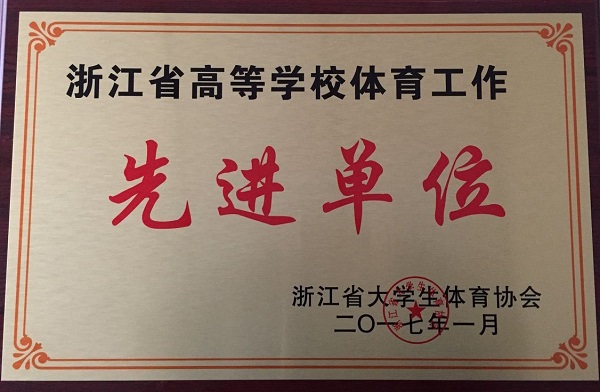 浙江省高等学校体育工作
先进单位
浙江省大学生体育协会
二〇一七年一月